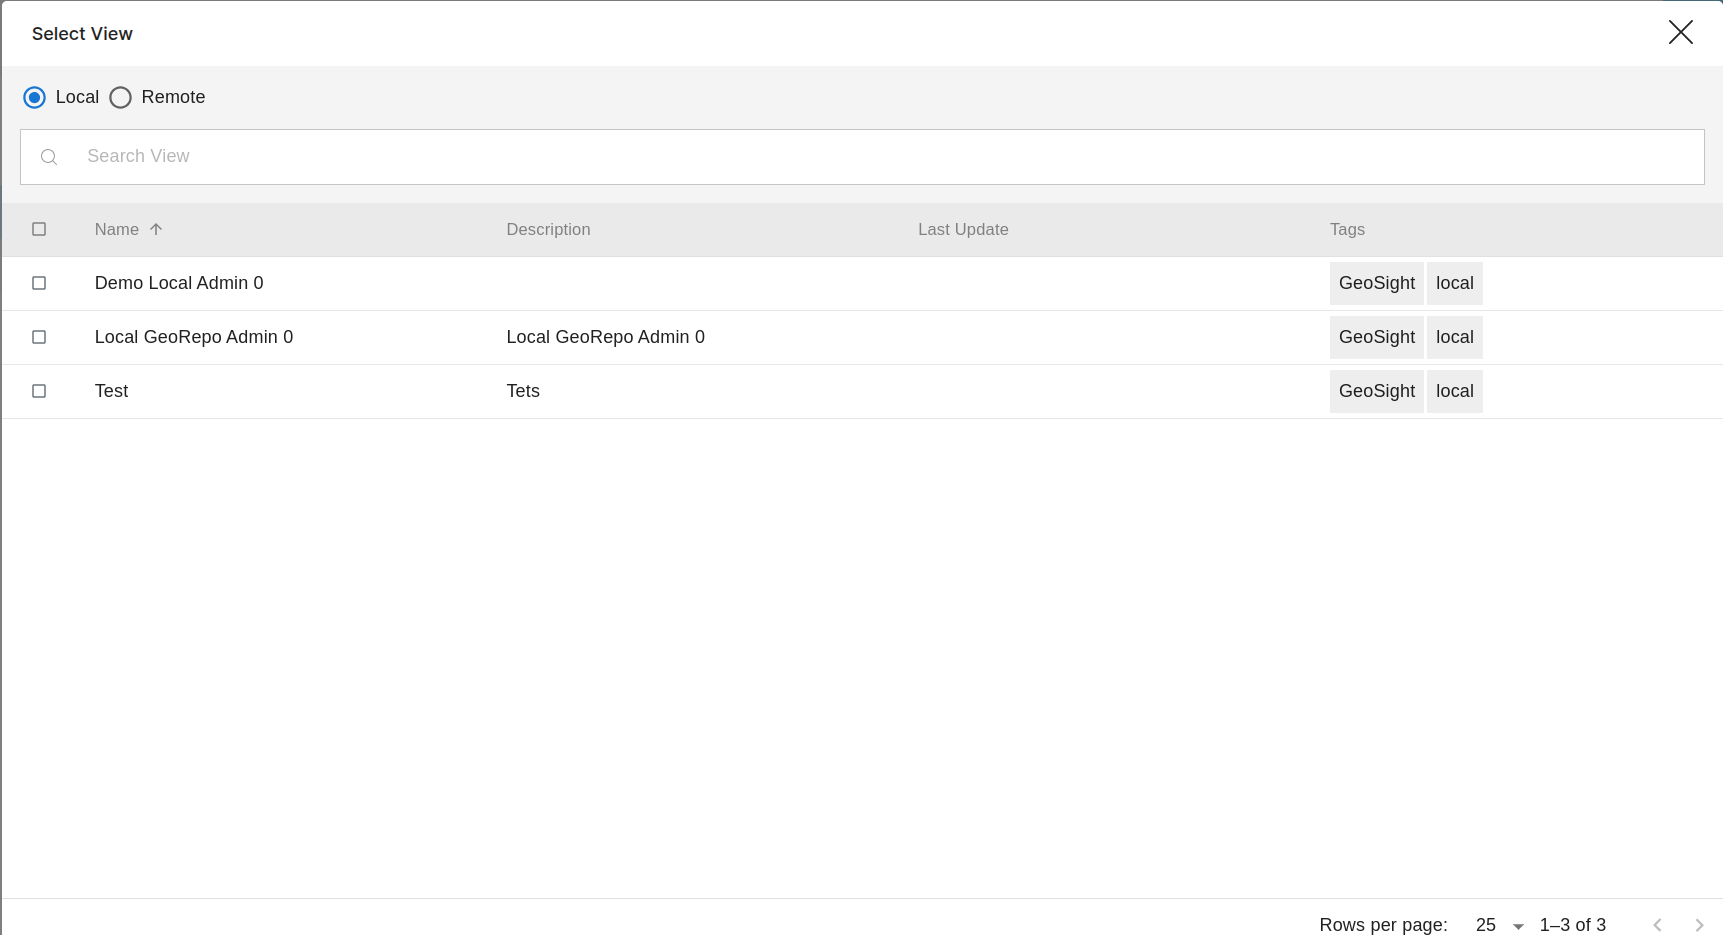 Select View
Local Remote
Search View
Name Description Last Update Tags
Demo Local Admin 0 GeoSight local
Local GeoRepo Admin 0 Local GeoRepo Admin 0 GeoSight local
Test Tets GeoSight local
Rows per page: 25 1–3 of 3